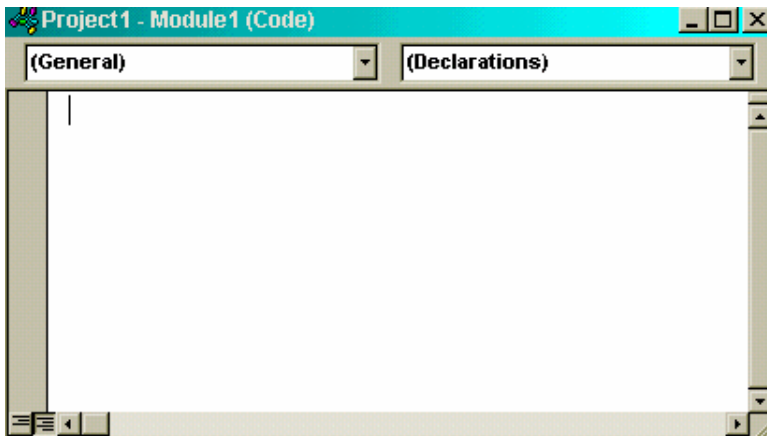 Project1 - Module1 (Code)
(General) (Declarations)